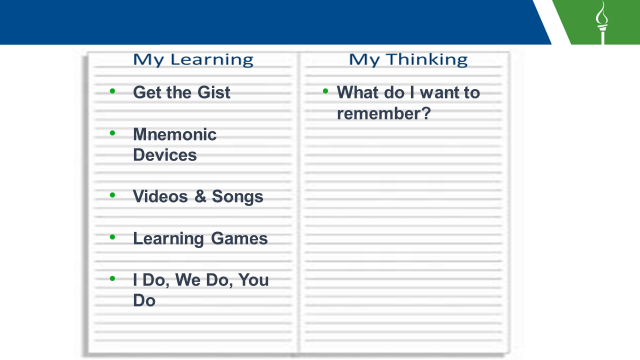 My Learning
• Get the Gist
• Mnemonic
Devices
• Videos & Songs
• Learning Games
• I Do, We Do, You
Do
My Thinking
• What do I want to
remember?